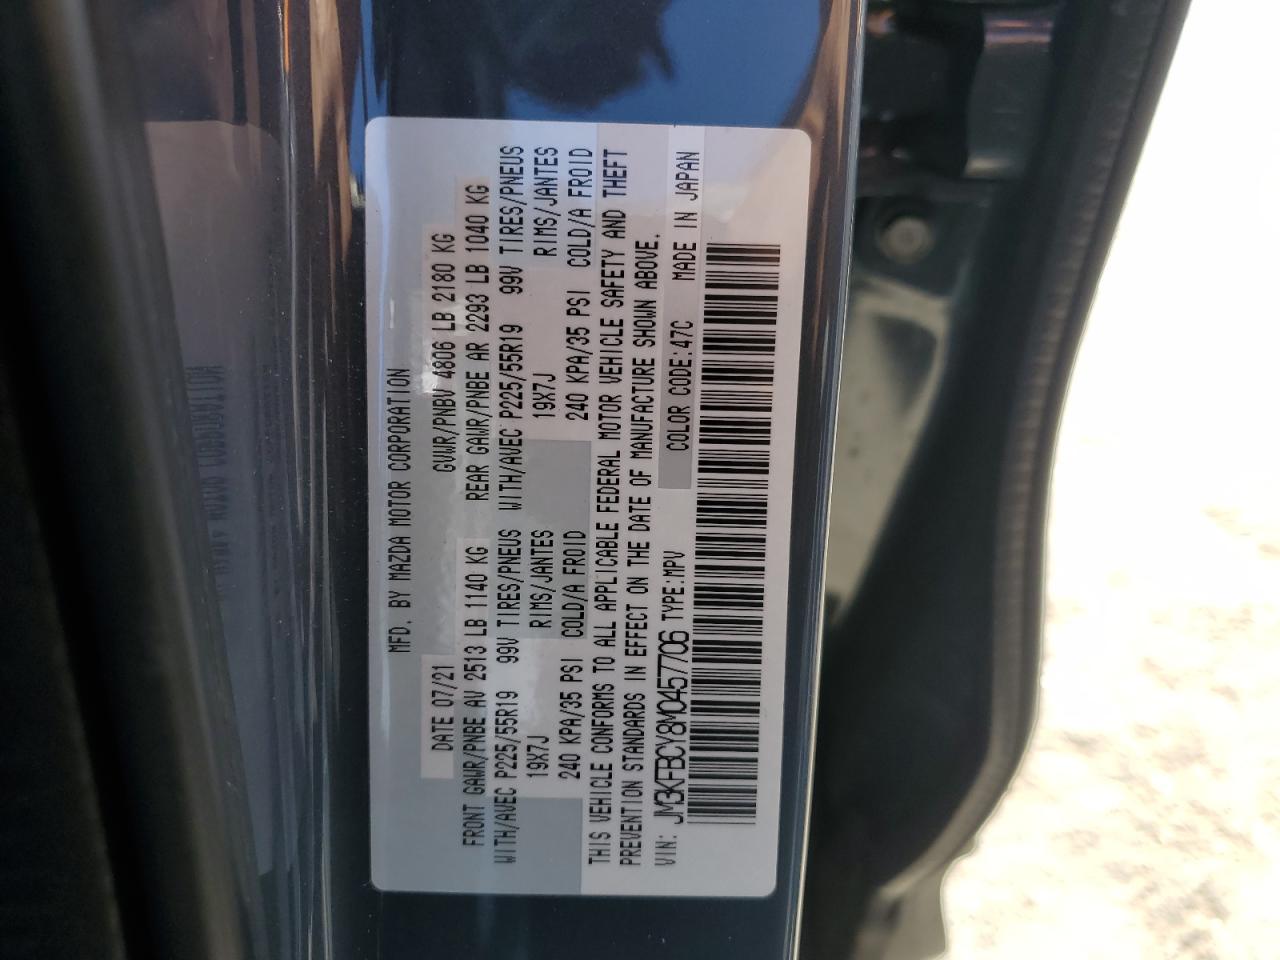 MFD. BY MAZDA MOTOR CORPORATION
DATE 07/21 GVWR/PNBV 4806 LB 2180 KG
FRONT GAWR/PNBE AV 2513 LB 1140 KG REAR GAWR/PNBE AR 2293 LB 1040 KG
WITH/AVEC P225/55R19 99V TIRES/PNEUS WITH/AVEC P225/55R19 99V TIRES/PNEUS
19X7J RIMS/JANTES 19X7J RIMS/JANTES
240 KPA/35 PSI COLD/A FROID 240 KPA/35 PSI COLD/A FROID
THIS VEHICLE CONFORMS TO ALL APPLICABLE FEDERAL MOTOR VEHICLE SAFETY AND THEFT
PREVENTION STANDARDS IN EFFECT ON THE DATE OF MANUFACTURE SHOWN ABOVE.
VIN: JM3KFBCY8M0457706 TYPE:MPV COLOR CODE:47C MADE IN JAPAN